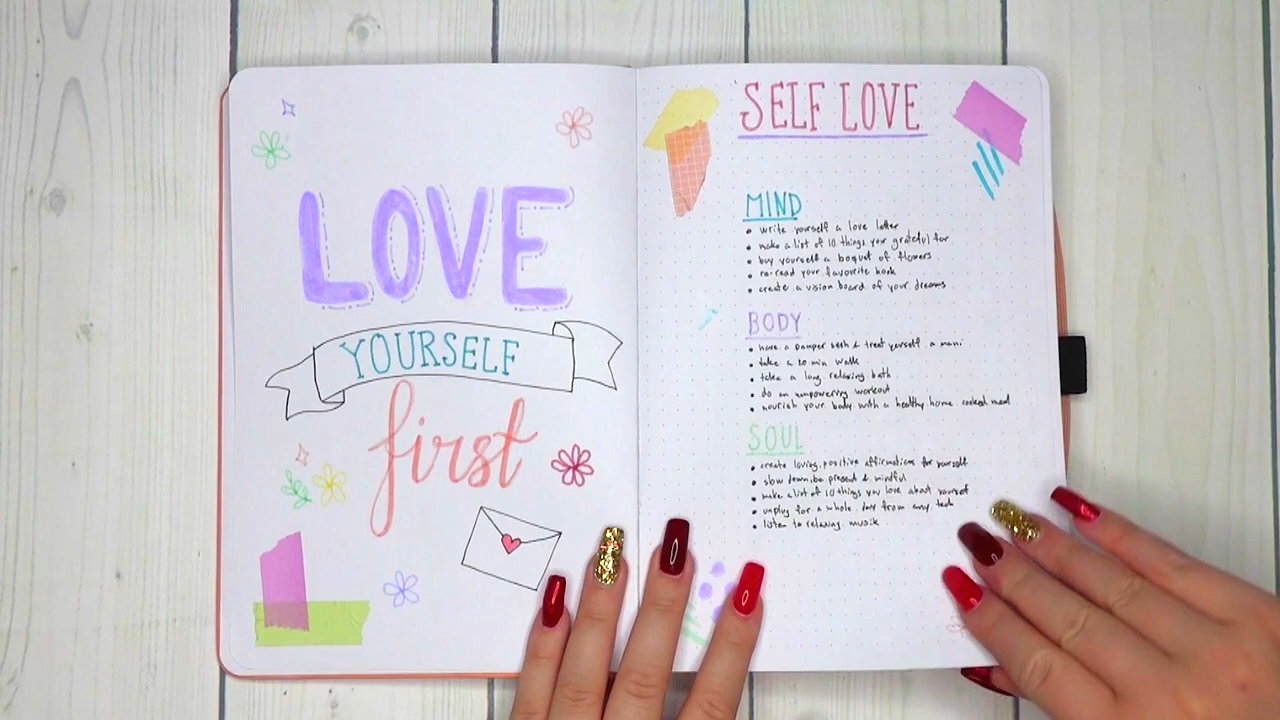 LOVE
YOURSELF
first
SELF LOVE
MIND
• write yourself a love letter
• make a list of 10 things your grateful for
• buy yourself a boquet of flowers
• re-read your favourite book
• create a vision board of your dreams
BODY
• have a pamper sesh & treat yourself a mani
• take a 20 min walk
• take a long relaxing bath
• do an empowering workout
• nourish your body with a healthy home cooked meal
SOUL
• create loving, positive affirmations for yourself
• slow down, be present & mindful
• make a list of 10 things you love about yourself
• unplug for a whole day from any tech
• listen to relaxing musik